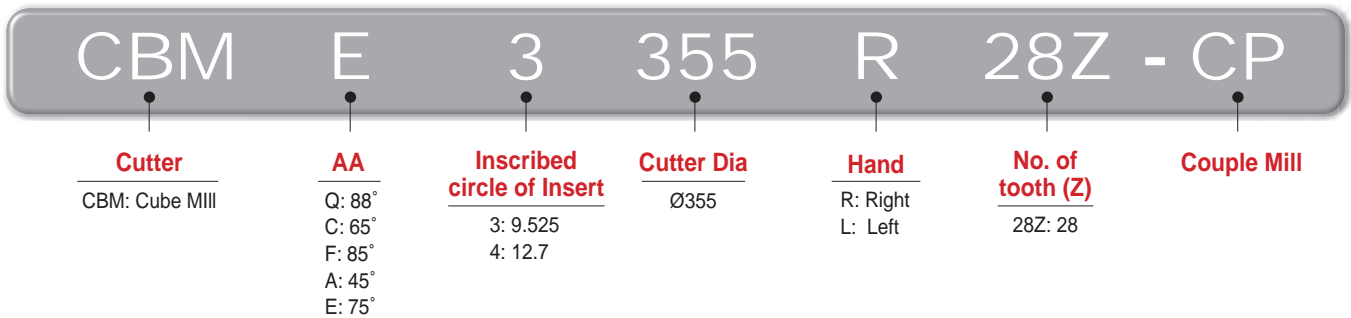 CBM E 3 355 R 28Z - CP
Cutter
CBM: Cube MIll
AA
Q: 88°
C: 65°
F: 85°
A: 45°
E: 75°
Inscribed
circle of Insert
3: 9.525
4: 12.7
Cutter Dia
Ø355
Hand
R: Right
L: Left
No. of
tooth (Z)
28Z: 28
Couple Mill